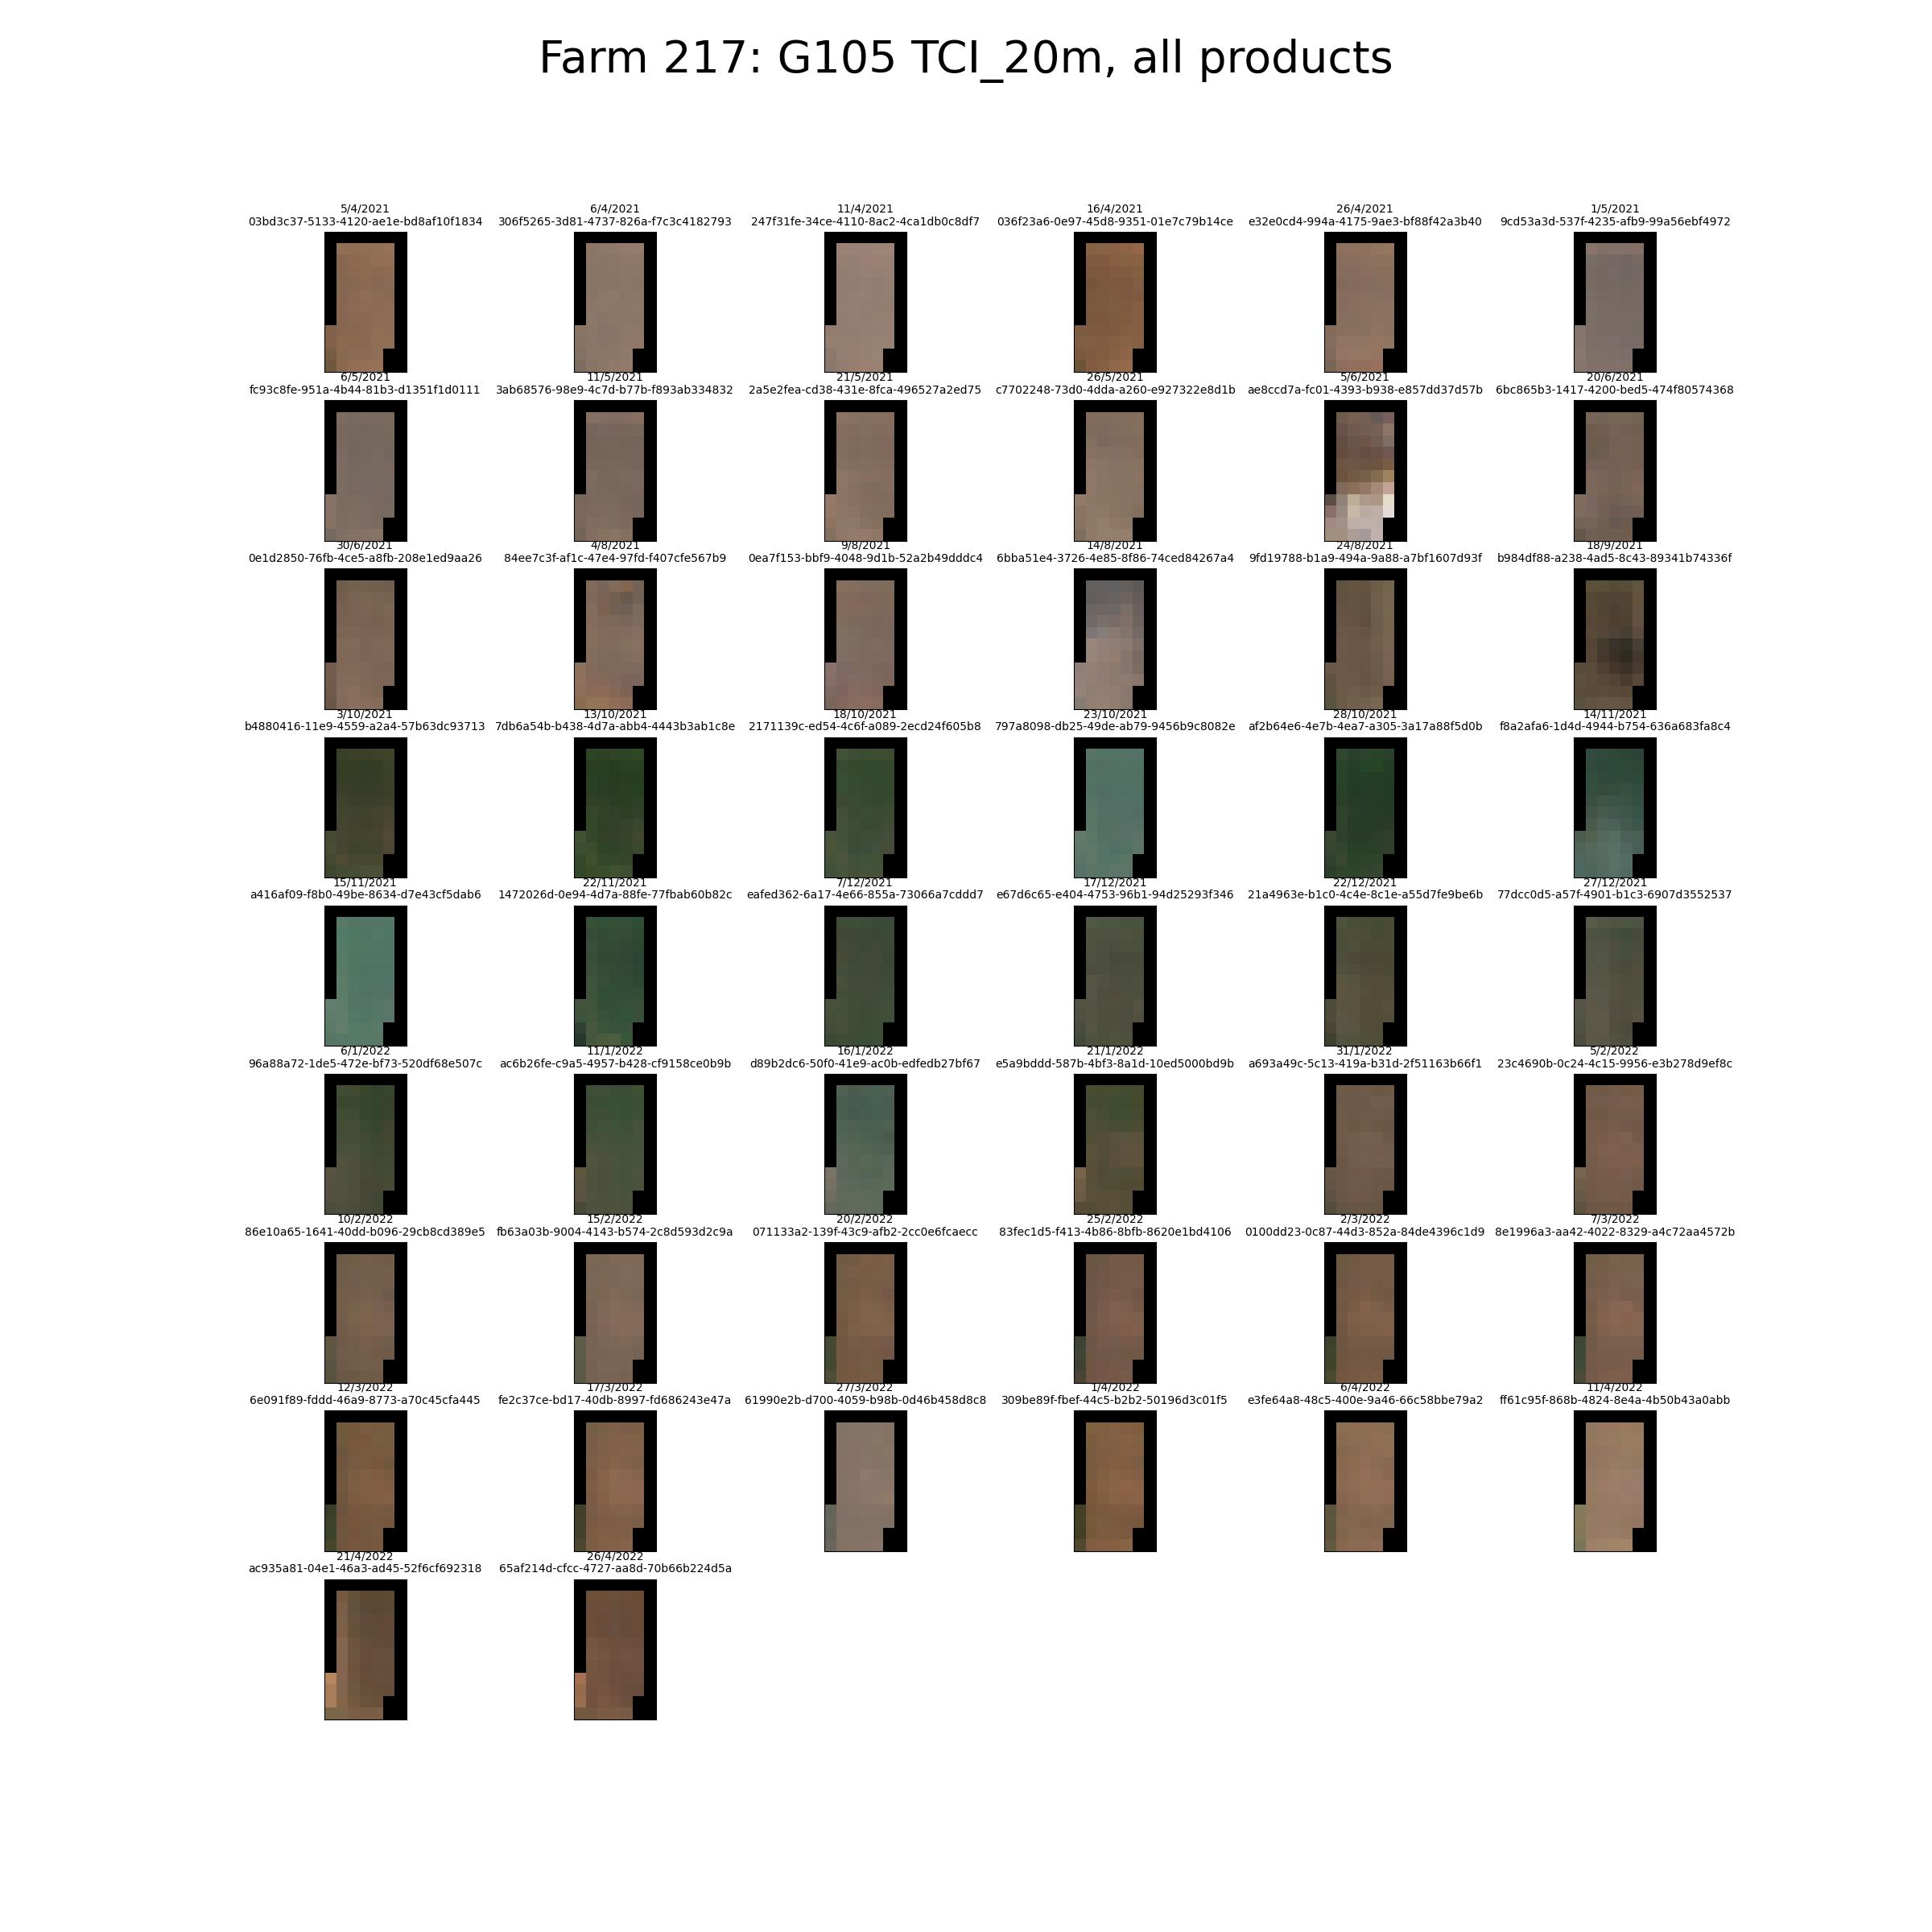 Farm 217: G105 TCI_20m, all products
5/4/2021 6/4/2021 11/4/2021 16/4/2021 26/4/2021 1/5/2021
03bd3c37-5133-4120-ae1e-bd8af10f1834 306f5265-3d81-4737-826a-f7c3c4182793 247f31fe-34ce-4110-8ac2-4ca1db0c8df7 036f23a6-0e97-45d8-9351-01e7c79b14ce e32e0cd4-994a-4175-9ae3-bf88f42a3b40 9cd53a3d-537f-4235-afb9-99a56ebf4972
6/5/2021 11/5/2021 21/5/2021 26/5/2021 5/6/2021 20/6/2021
fc93c8fe-951a-4b44-81b3-d1351f1d0111 3ab68576-98e9-4c7d-b77b-f893ab334832 2a5e2fea-cd38-431e-8fca-496527a2ed75 c7702248-73d0-4dda-a260-e927322e8d1b ae8ccd7a-fc01-4393-b938-e857dd37d57b 6bc865b3-1417-4200-bed5-474f80574368
30/6/2021 4/8/2021 9/8/2021 14/8/2021 24/8/2021 18/9/2021
0e1d2850-76fb-4ce5-a8fb-208e1ed9aa26 84ee7c3f-af1c-47e4-97fd-f407cfe567b9 0ea7f153-bbf9-4048-9d1b-52a2b49dddc4 6bba51e4-3726-4e85-8f86-74ced84267a4 9fd19788-b1a9-494a-9a88-a7bf1607d93f b984df88-a238-4ad5-8c43-89341b74336f
3/10/2021 13/10/2021 18/10/2021 23/10/2021 28/10/2021 14/11/2021
b4880416-11e9-4559-a2a4-57b63dc93713 7db6a54b-b438-4d7a-abb4-4443b3ab1c8e 2171139c-ed54-4c6f-a089-2ecd24f605b8 797a8098-db25-49de-ab79-9456b9c8082e af2b64e6-4e7b-4ea7-a305-3a17a88f5d0b f8a2afa6-1d4d-4944-b754-636a683fa8c4
15/11/2021 22/11/2021 7/12/2021 17/12/2021 22/12/2021 27/12/2021
a416af09-f8b0-49be-8634-d7e43cf5dab6 1472026d-0e94-4d7a-88fe-77fbab60b82c eafed362-6a17-4e66-855a-73066a7cddd7 e67d6c65-e404-4753-96b1-94d25293f346 21a4963e-b1c0-4c4e-8c1e-a55d7fe9be6b 77dcc0d5-a57f-4901-b1c3-6907d3552537
6/1/2022 11/1/2022 16/1/2022 21/1/2022 31/1/2022 5/2/2022
96a88a72-1de5-472e-bf73-520df68e507c ac6b26fe-c9a5-4957-b428-cf9158ce0b9b d89b2dc6-50f0-41e9-ac0b-edfedb27bf67 e5a9bddd-587b-4bf3-8a1d-10ed5000bd9b a693a49c-5c13-419a-b31d-2f51163b66f1 23c4690b-0c24-4c15-9956-e3b278d9ef8c
10/2/2022 15/2/2022 20/2/2022 25/2/2022 2/3/2022 7/3/2022
86e10a65-1641-40dd-b096-29cb8cd389e5 fb63a03b-9004-4143-b574-2c8d593d2c9a 071133a2-139f-43c9-afb2-2cc0e6fcaecc 83fec1d5-f413-4b86-8bfb-8620e1bd4106 0100dd23-0c87-44d3-852a-84de4396c1d9 8e1996a3-aa42-4022-8329-a4c72aa4572b
12/3/2022 17/3/2022 27/3/2022 1/4/2022 6/4/2022 11/4/2022
6e091f89-fddd-46a9-8773-a70c45cfa445 fe2c37ce-bd17-40db-8997-fd686243e47a 61990e2b-d700-4059-b98b-0d46b458d8c8 309be89f-fbef-44c5-b2b2-50196d3c01f5 e3fe64a8-48c5-400e-9a46-66c58bbe79a2 ff61c95f-868b-4824-8e4a-4b50b43a0abb
21/4/2022 26/4/2022
ac935a81-04e1-46a3-ad45-52f6cf692318 65af214d-cfcc-4727-aa8d-70b66b224d5a